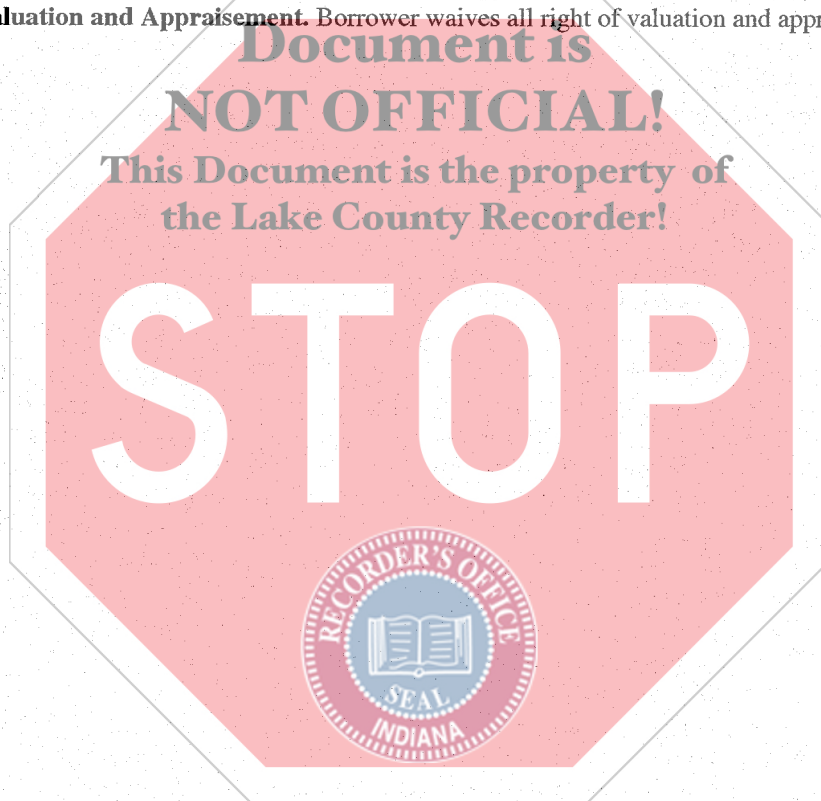 luation and Appraisement. Borrower waives all right of valuation and appr
Document is
NOT OFFICIAL!
This Document is the property of
the Lake County Recorder!
STOP
RECORDER'S OFFICE
SEAL
INDIANA